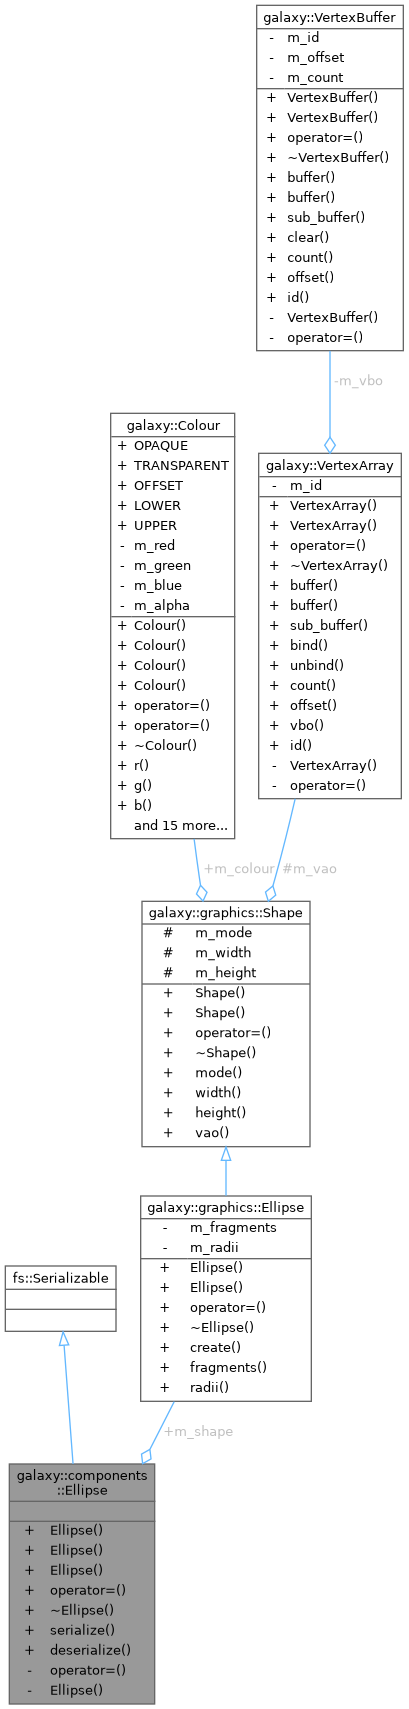 galaxy::VertexBuffer
- m_id
- m_offset
- m_count
+ VertexBuffer()
+ VertexBuffer()
+ operator=()
+ ~VertexBuffer()
+ buffer()
+ buffer()
+ sub_buffer()
+ clear()
+ count()
+ offset()
+ id()
- VertexBuffer()
- operator=()
-m_vbo
galaxy::Colour
+ OPAQUE
+ TRANSPARENT
+ OFFSET
+ LOWER
+ UPPER
- m_red
- m_green
- m_blue
- m_alpha
+ Colour()
+ Colour()
+ Colour()
+ Colour()
+ operator=()
+ operator=()
+ ~Colour()
+ r()
+ g()
+ b()
and 15 more...
galaxy::VertexArray
- m_id
+ VertexArray()
+ VertexArray()
+ operator=()
+ ~VertexArray()
+ buffer()
+ buffer()
+ sub_buffer()
+ bind()
+ unbind()
+ count()
+ offset()
+ vbo()
+ id()
- VertexArray()
- operator=()
+m_colour
#m_vao
galaxy::graphics::Shape
# m_mode
# m_width
# m_height
+ Shape()
+ Shape()
+ operator=()
+ ~Shape()
+ mode()
+ width()
+ height()
+ vao()
galaxy::graphics::Ellipse
- m_fragments
- m_radii
+ Ellipse()
+ Ellipse()
+ operator=()
+ ~Ellipse()
+ create()
+ fragments()
+ radii()
fs::Serializable
+m_shape
galaxy::components
::Ellipse
+ Ellipse()
+ Ellipse()
+ Ellipse()
+ operator=()
+ ~Ellipse()
+ serialize()
+ deserialize()
- operator=()
- Ellipse()